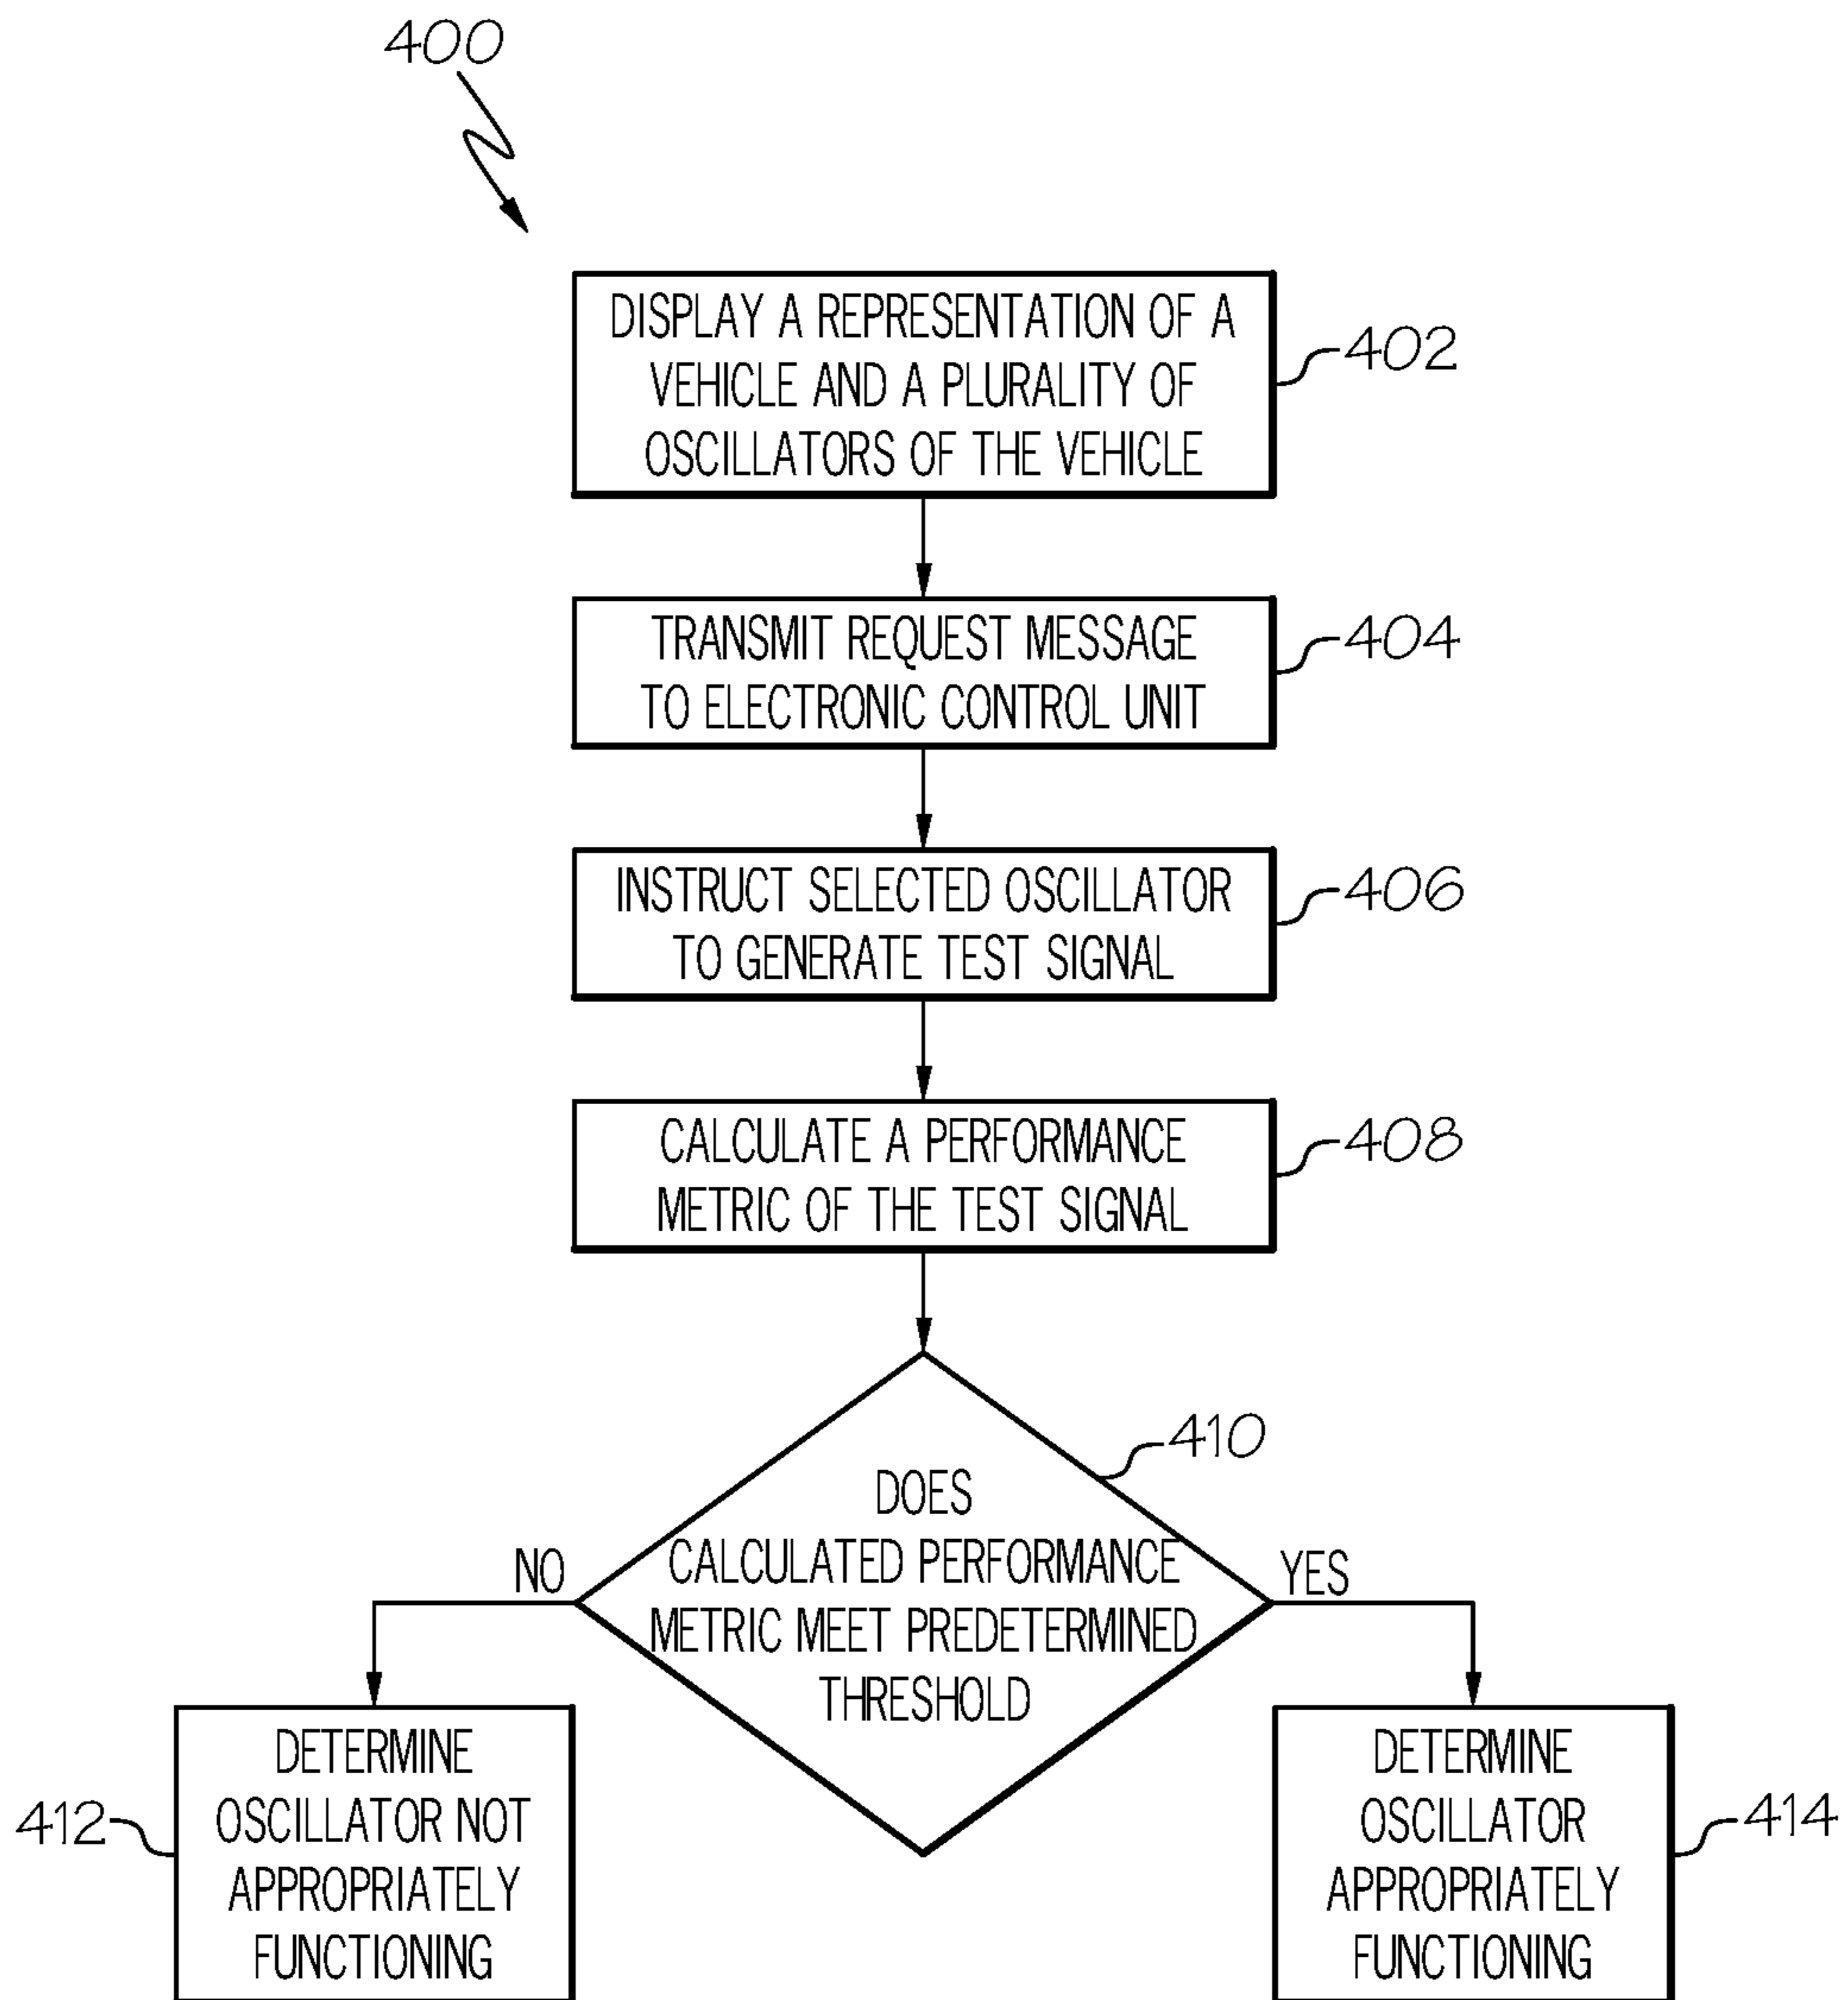 400
DISPLAY A REPRESENTATION OF A
VEHICLE AND A PLURALITY OF
OSCILLATORS OF THE VEHICLE
402
TRANSMIT REQUEST MESSAGE
TO ELECTRONIC CONTROL UNIT
404
INSTRUCT SELECTED OSCILLATOR
TO GENERATE TEST SIGNAL
406
CALCULATE A PERFORMANCE
METRIC OF THE TEST SIGNAL
408
410
DOES
CALCULATED PERFORMANCE
METRIC MEET PREDETERMINED
THRESHOLD
NO
YES
DETERMINE
OSCILLATOR NOT
APPROPRIATELY
FUNCTIONING
412
DETERMINE
OSCILLATOR
APPROPRIATELY
FUNCTIONING
414